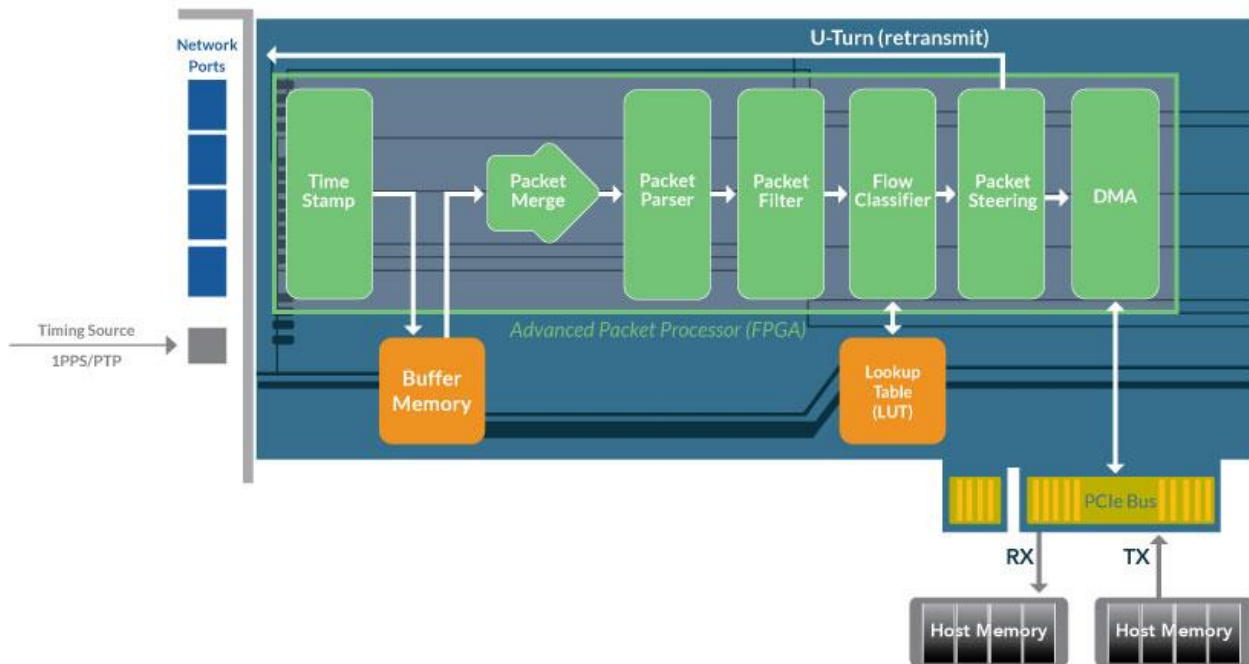 U-Turn (retransmit)
Network
Ports
Time
Stamp
Packet
Merge
Packet
Parser
Packet
Filter
Flow
Classifier
Packet
Steering
DMA
Advanced Packet Processor (FPGA)
Timing Source
1PPS/PTP
Buffer
Memory
Lookup
Table
(LUT)
PCIe Bus
RX
TX
Host Memory
Host Memory